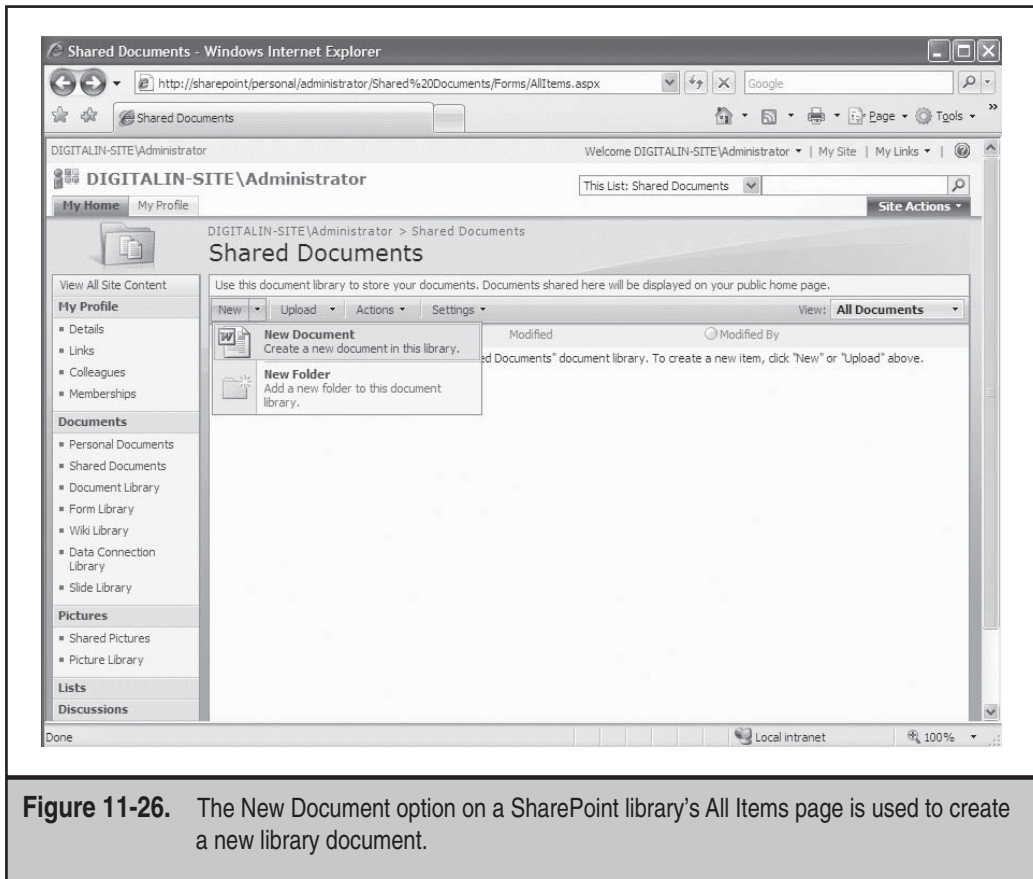 Shared Documents - Windows Internet Explorer
http://sharepoint/personal/administrator/Shared%20Documents/Forms/AllItems.aspx
Google
Shared Documents
Page Tools »
DIGITALIN-SITE\Administrator
Welcome DIGITALIN-SITE\Administrator | My Site | My Links |
DIGITALIN-SITE\Administrator
This List: Shared Documents
My Home My Profile
Site Actions
DIGITALIN-SITE\Administrator > Shared Documents
Shared Documents
View All Site Content
Use this document library to store your documents. Documents shared here will be displayed on your public home page.
My Profile
New Upload Actions Settings
View: All Documents
Details
Links
Colleagues
Memberships
New Document
Create a new document in this library.
New Folder
Add a new folder to this document
library.
Modified Modified By
ed Documents" document library. To create a new item, click "New" or "Upload" above.
Documents
Personal Documents
Shared Documents
Document Library
Form Library
Wiki Library
Data Connection
Library
Slide Library
Pictures
Shared Pictures
Picture Library
Lists
Discussions
Done
Local intranet
100%
Figure 11-26. The New Document option on a SharePoint library's All Items page is used to create
a new library document.